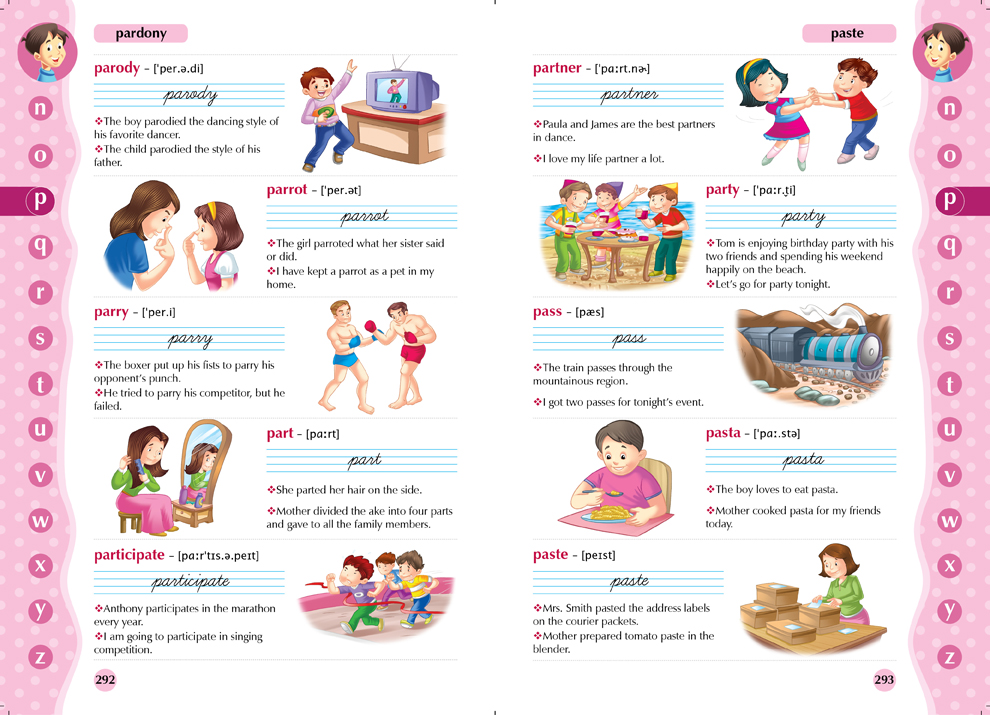 pardony
parody – ['per.ə.di]
parody
❖The boy parodied the dancing style of
his favorite dancer.
❖The child parodied the style of his
father.
parrot – ['per.ət]
parrot
❖The girl parroted what her sister said
or did.
❖I have kept a parrot as a pet in my
home.
parry – ['per.i]
parry
❖The boxer put up his fists to parry his
opponent's punch.
❖He tried to parry his competitor, but he
failed.
part – [pɑːrt]
part
❖She parted her hair on the side.
❖Mother divided the ake into four parts
and gave to all the family members.
participate – [pɑːr'tɪs.ə.peɪt]
participate
❖Anthony participates in the marathon
every year.
❖I am going to participate in singing
competition.
292
n
o
p
q
r
s
t
u
v
w
x
y
z
paste
partner – ['pɑːrt.nɚ]
partner
❖Paula and James are the best partners
in dance.
❖I love my life partner a lot.
party – ['pɑːr.t̬i]
party
❖Tom is enjoying birthday party with his
two friends and spending his weekend
happily on the beach.
❖Let's go for party tonight.
pass – [pæs]
pass
❖The train passes through the
mountainous region.
❖I got two passes for tonight's event.
pasta – ['pɑː.stə]
pasta
❖The boy loves to eat pasta.
❖Mother cooked pasta for my friends
today.
paste – [peɪst]
paste
❖Mrs. Smith pasted the address labels
on the courier packets.
❖Mother prepared tomato paste in the
blender.
293
n
o
p
q
r
s
t
u
v
w
x
y
z